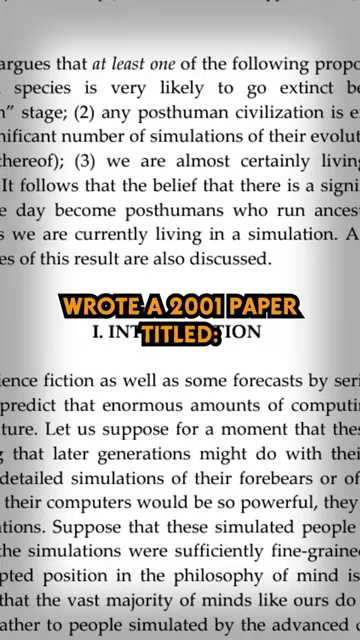 argues that at least one of the following propo
species is very likely to go extinct be
” stage; (2) any posthuman civilization is e
nificant number of simulations of their evolut
thereof); (3) we are almost certainly livin
It follows that the belief that there is a signi
e day become posthumans who run ances
s we are currently living in a simulation. A
es of this result are also discussed.
WROTE A 2001 PAPER
TITLED:
I. INT TION
ience fiction as well as some forecasts by seri
predict that enormous amounts of computin
ture. Let us suppose for a moment that thes
g that later generations might do with thei
detailed simulations of their forebears or of
their computers would be so powerful, they
ations. Suppose that these simulated people
the simulations were sufficiently fine-graine
pted position in the philosophy of mind is
that the vast majority of minds like ours do
rather to people simulated by the advanced d